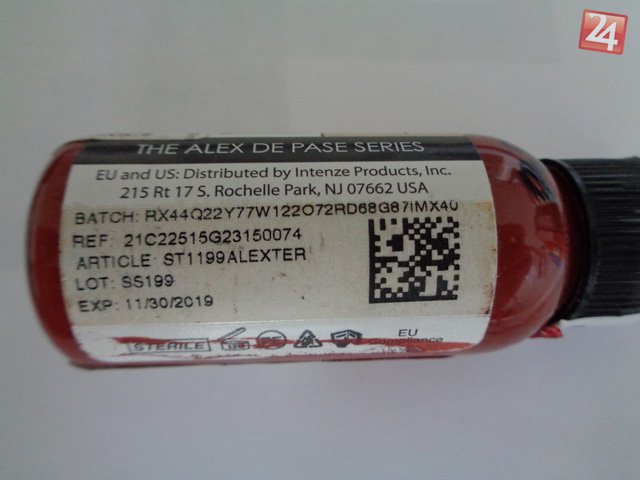 24
THE ALEX DE PASE SERIES
EU and US: Distributed by Intenze Products, Inc.
215 Rt 17 S. Rochelle Park, NJ 07662 USA
BATCH: RX44Q22Y77W122O72RD68G87IMX40
REF: 21C22515G23150074
ARTICLE: ST1199ALEXTER
LOT: SS199
EXP: 11/30/2019
STERILE
EU
Compliance